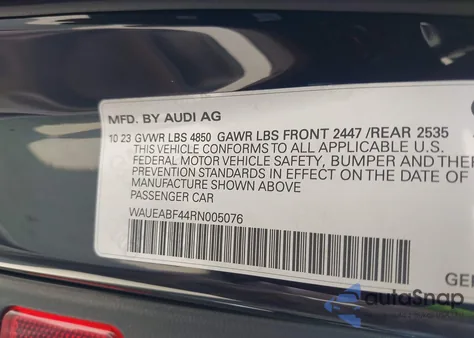 MFD. BY AUDI AG
10 23 GVWR LBS 4850 GAWR LBS FRONT 2447 /REAR 2535
THIS VEHICLE CONFORMS TO ALL APPLICABLE U.S.
FEDERAL MOTOR VEHICLE SAFETY, BUMPER AND THE
PREVENTION STANDARDS IN EFFECT ON THE DATE OF
MANUFACTURE SHOWN ABOVE
PASSENGER CAR
WAUEABF44RN005076
GE
autoSnap